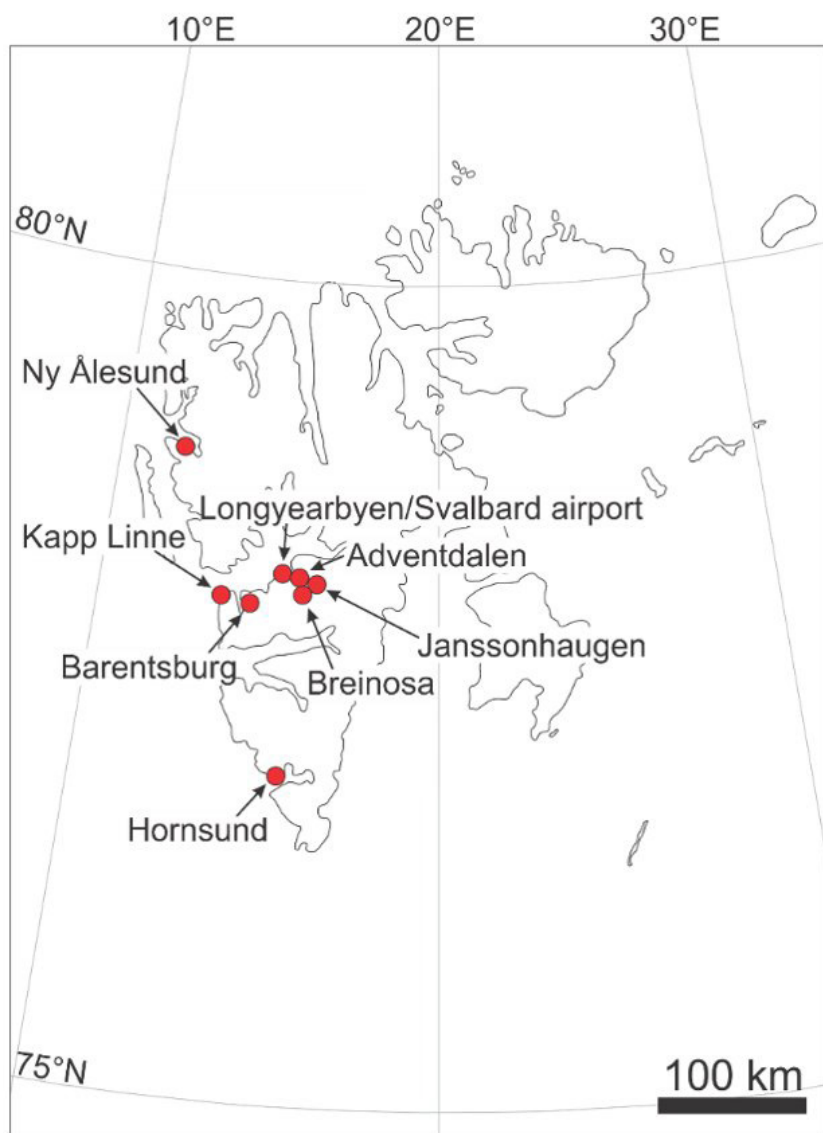 10°E 20°E 30°E
80°N
Ny Ålesund
Longyearbyen/Svalbard airport
Kapp Linne
Adventdalen
Janssonhaugen
Barentsburg
Breinosa
Hornsund
75°N
100 km